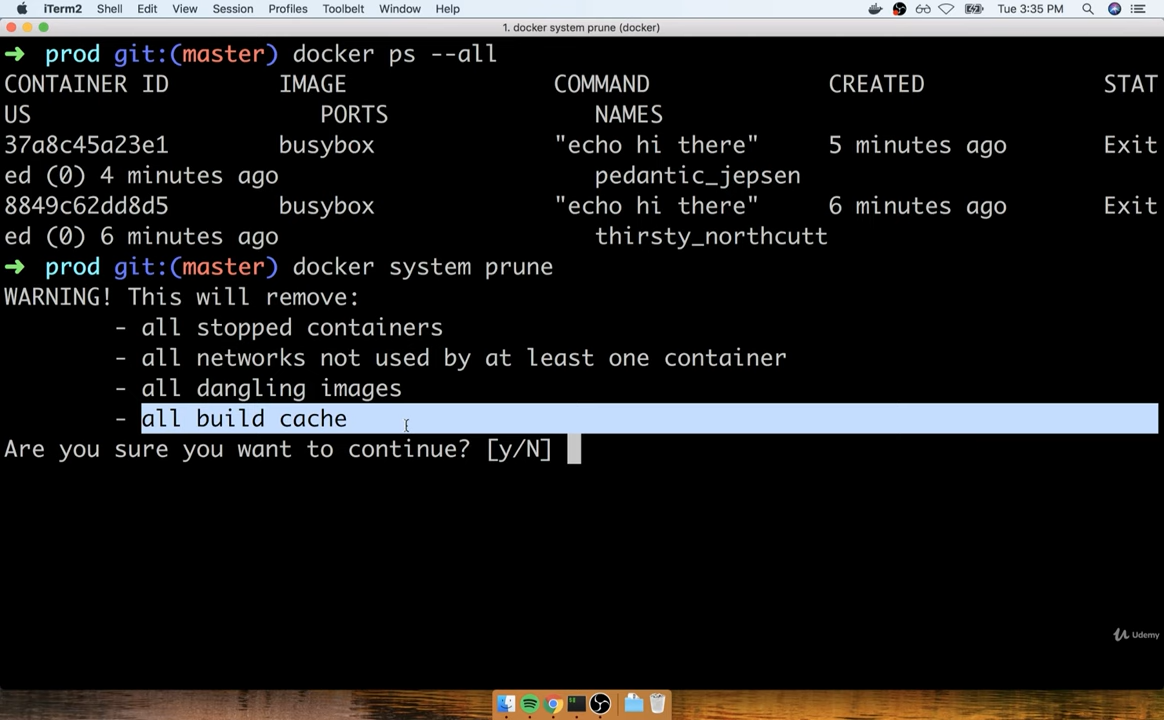 iTerm2 Shell Edit View Session Profiles Toolbelt Window Help Tue 3:35 PM
1. docker system prune (docker)
➜ prod git:(master) docker ps --all
CONTAINER ID IMAGE COMMAND CREATED STAT
US PORTS NAMES
37a8c45a23e1 busybox "echo hi there" 5 minutes ago Exit
ed (0) 4 minutes ago pedantic_jepsen
8849c62dd8d5 busybox "echo hi there" 6 minutes ago Exit
ed (0) 6 minutes ago thirsty_northcutt
➜ prod git:(master) docker system prune
WARNING! This will remove:
- all stopped containers
- all networks not used by at least one container
- all dangling images
- all build cache
Are you sure you want to continue? [y/N]
Udemy